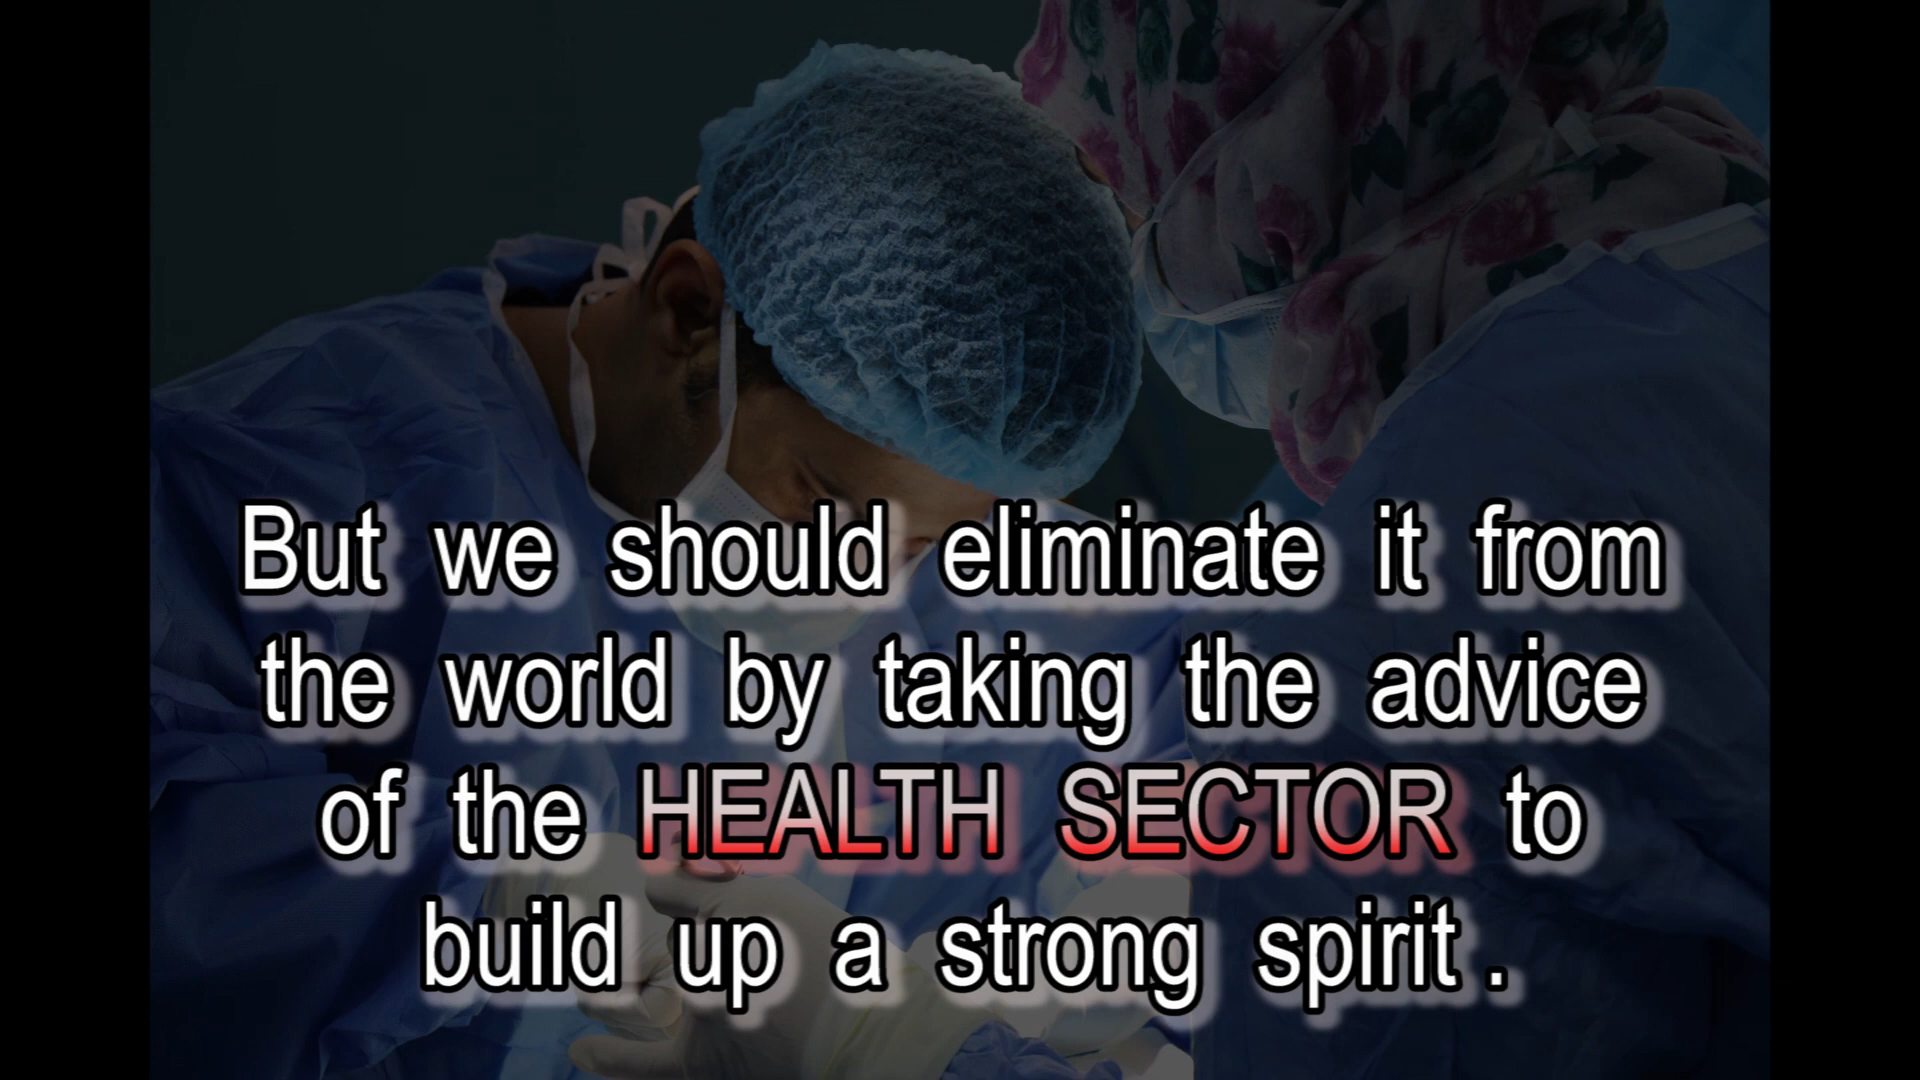 But we should eliminate it from
the world by taking the advice
of the HEALTH SECTOR to
build up a strong spirit .